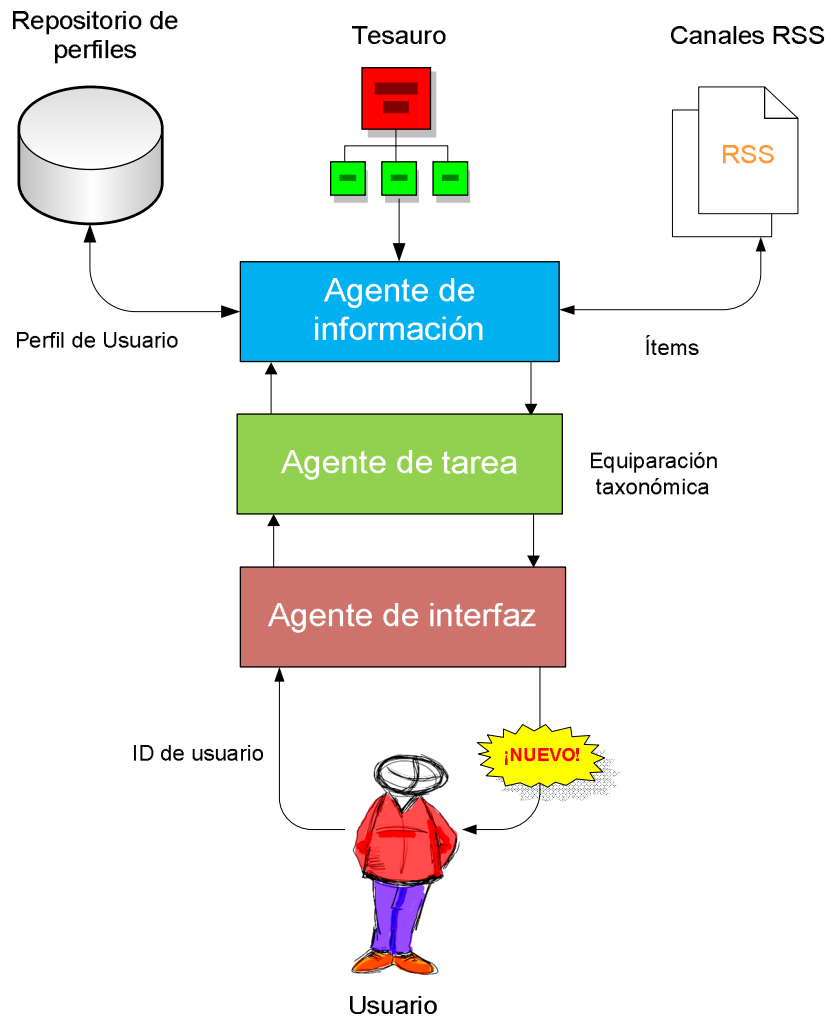 Repositorio de
perfiles
Tesauro
Canales RSS
RSS
Agente de
información
Perfil de Usuario
Ítems
Agente de tarea
Equiparación
taxonómica
Agente de interfaz
ID de usuario
¡NUEVO!
Usuario